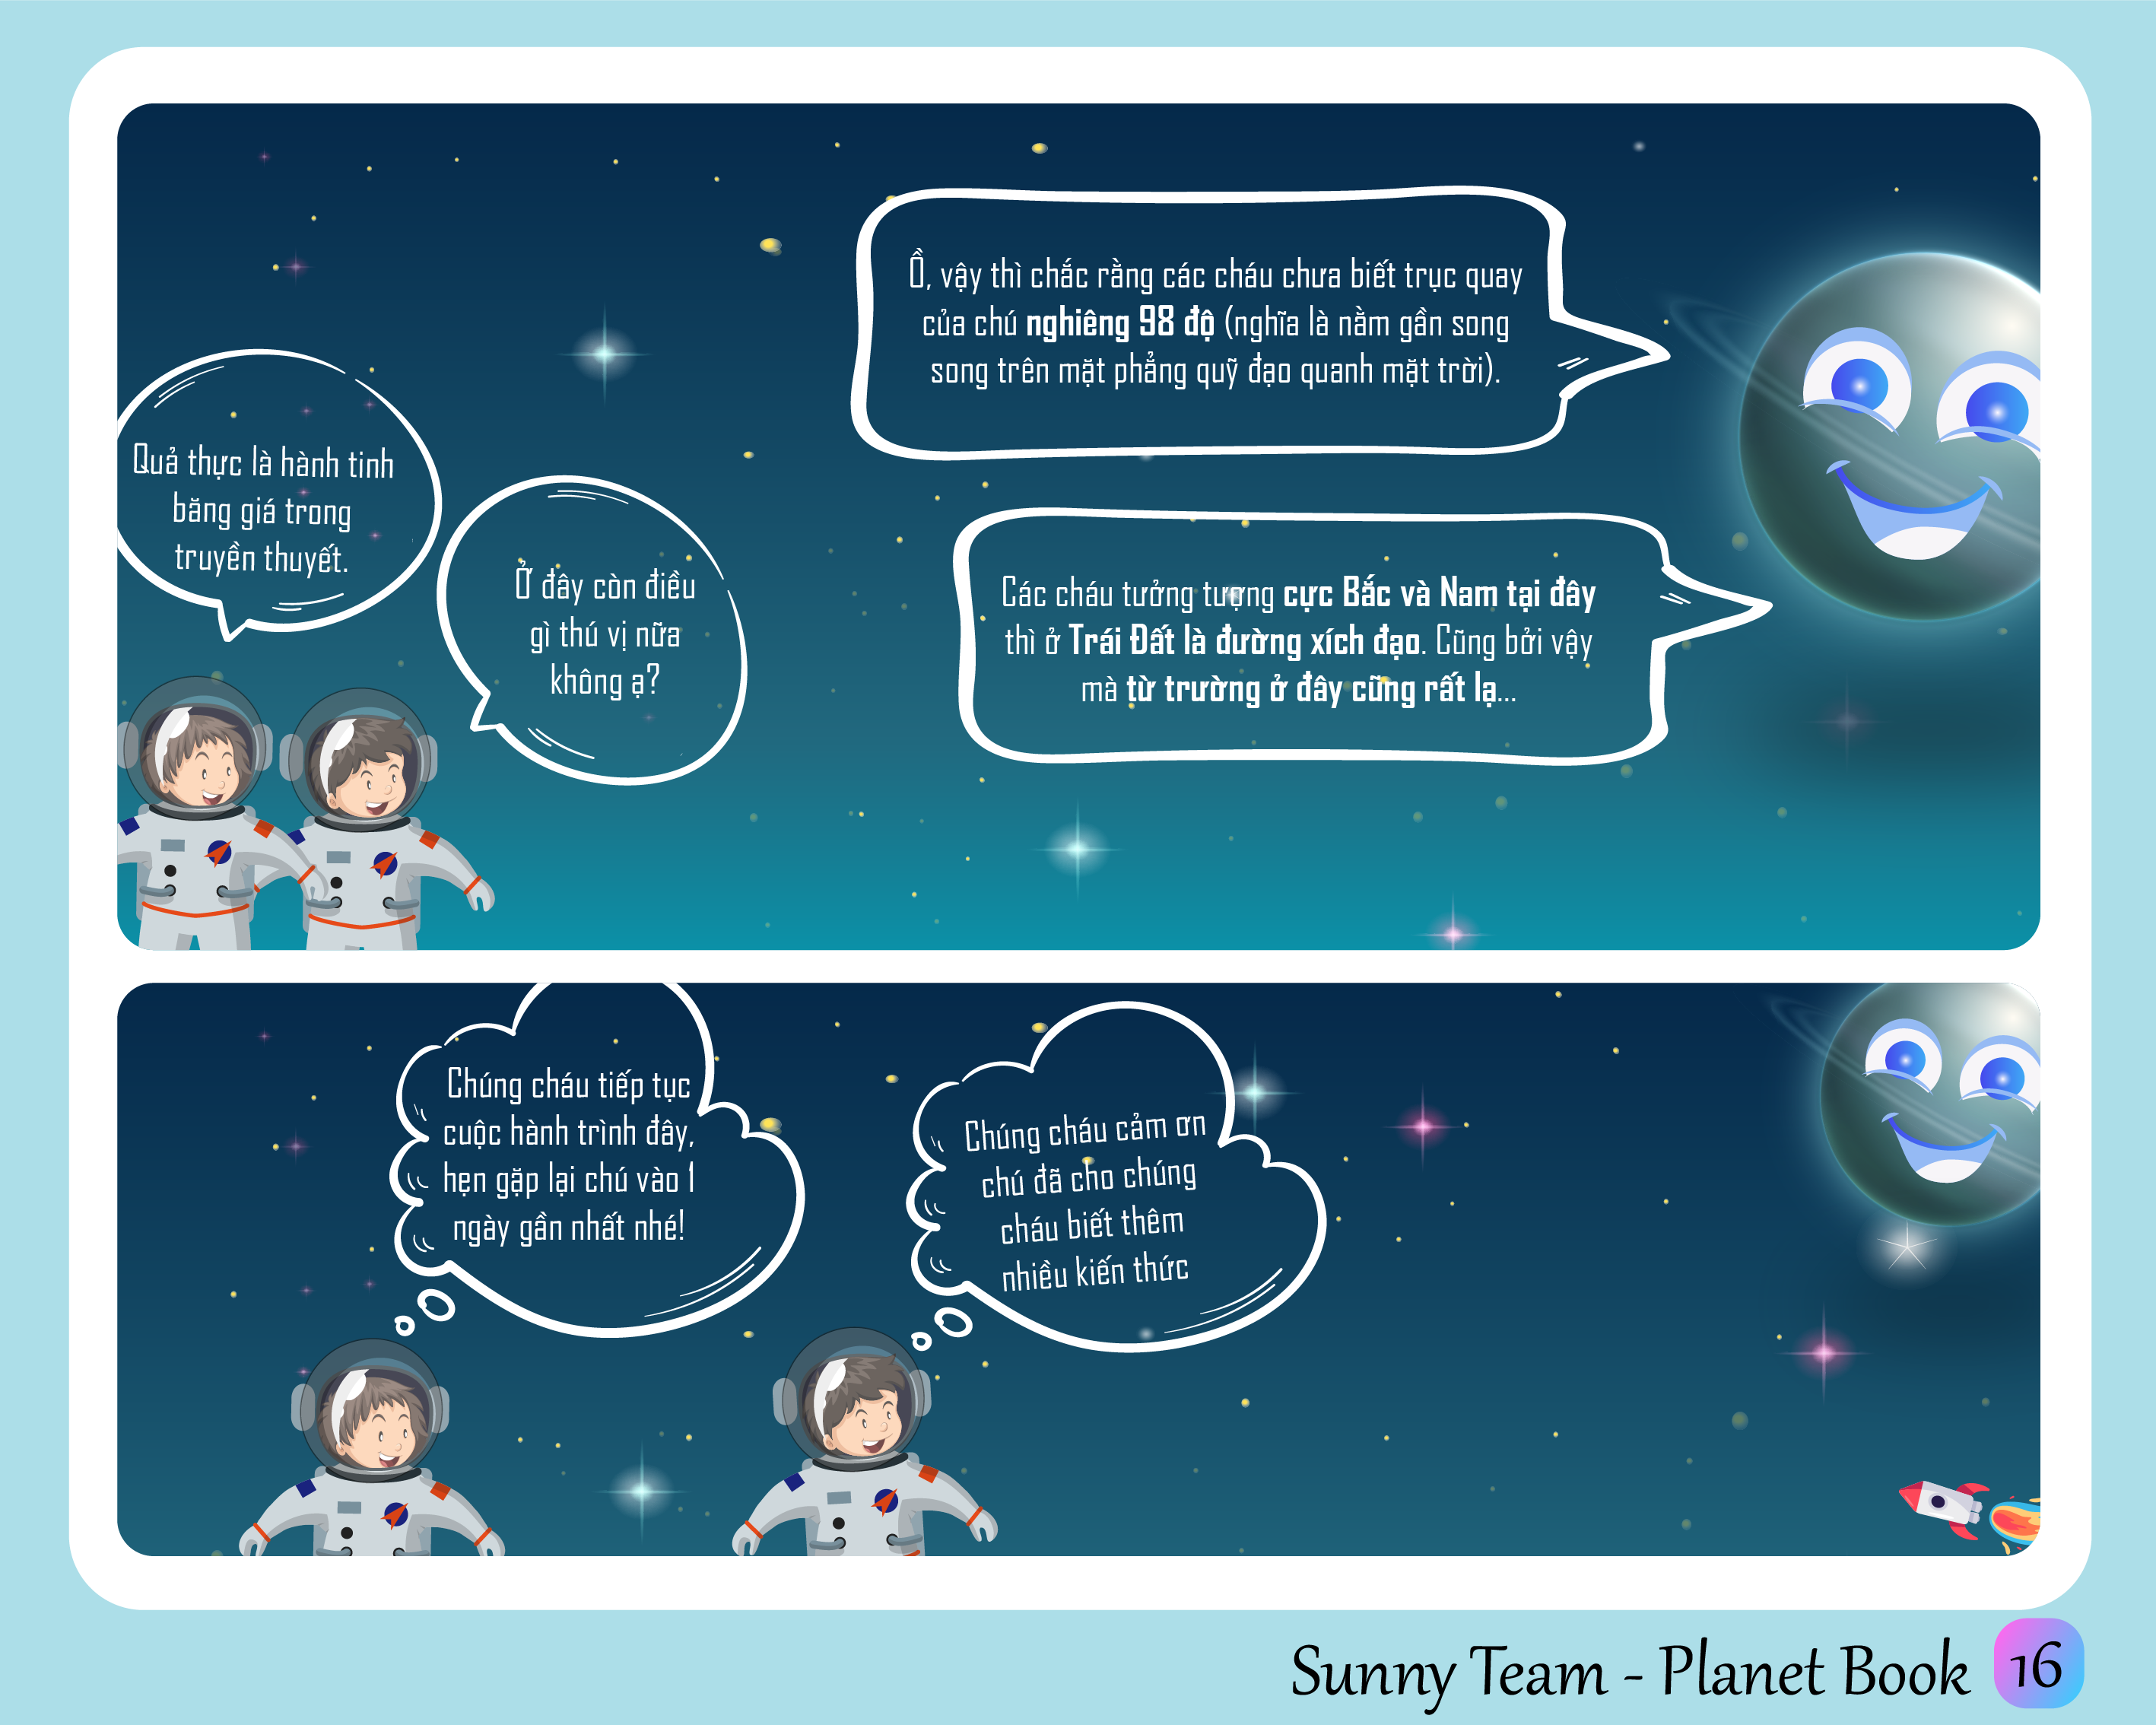 Quả thực là hành tinh
băng giá trong
truyền thuyết.
Ở đây còn điều
gì thú vị nữa
không ạ?
Ồ, vậy thì chắc rằng các cháu chưa biết trục quay
của chú nghiêng 98 độ (nghĩa là nằm gần song
song trên mặt phẳng quỹ đạo quanh mặt trời).
Các cháu tưởng tượng cực Bắc và Nam tại đây
thì ở Trái Đất là đường xích đạo. Cũng bởi vậy
mà từ trường ở đây cũng rất lạ...
Chúng cháu tiếp tục
cuộc hành trình đây,
hẹn gặp lại chú vào 1
ngày gần nhất nhé!
Chúng cháu cảm ơn
chú đã cho chúng
cháu biết thêm
nhiều kiến thức
Sunny Team - Planet Book 16